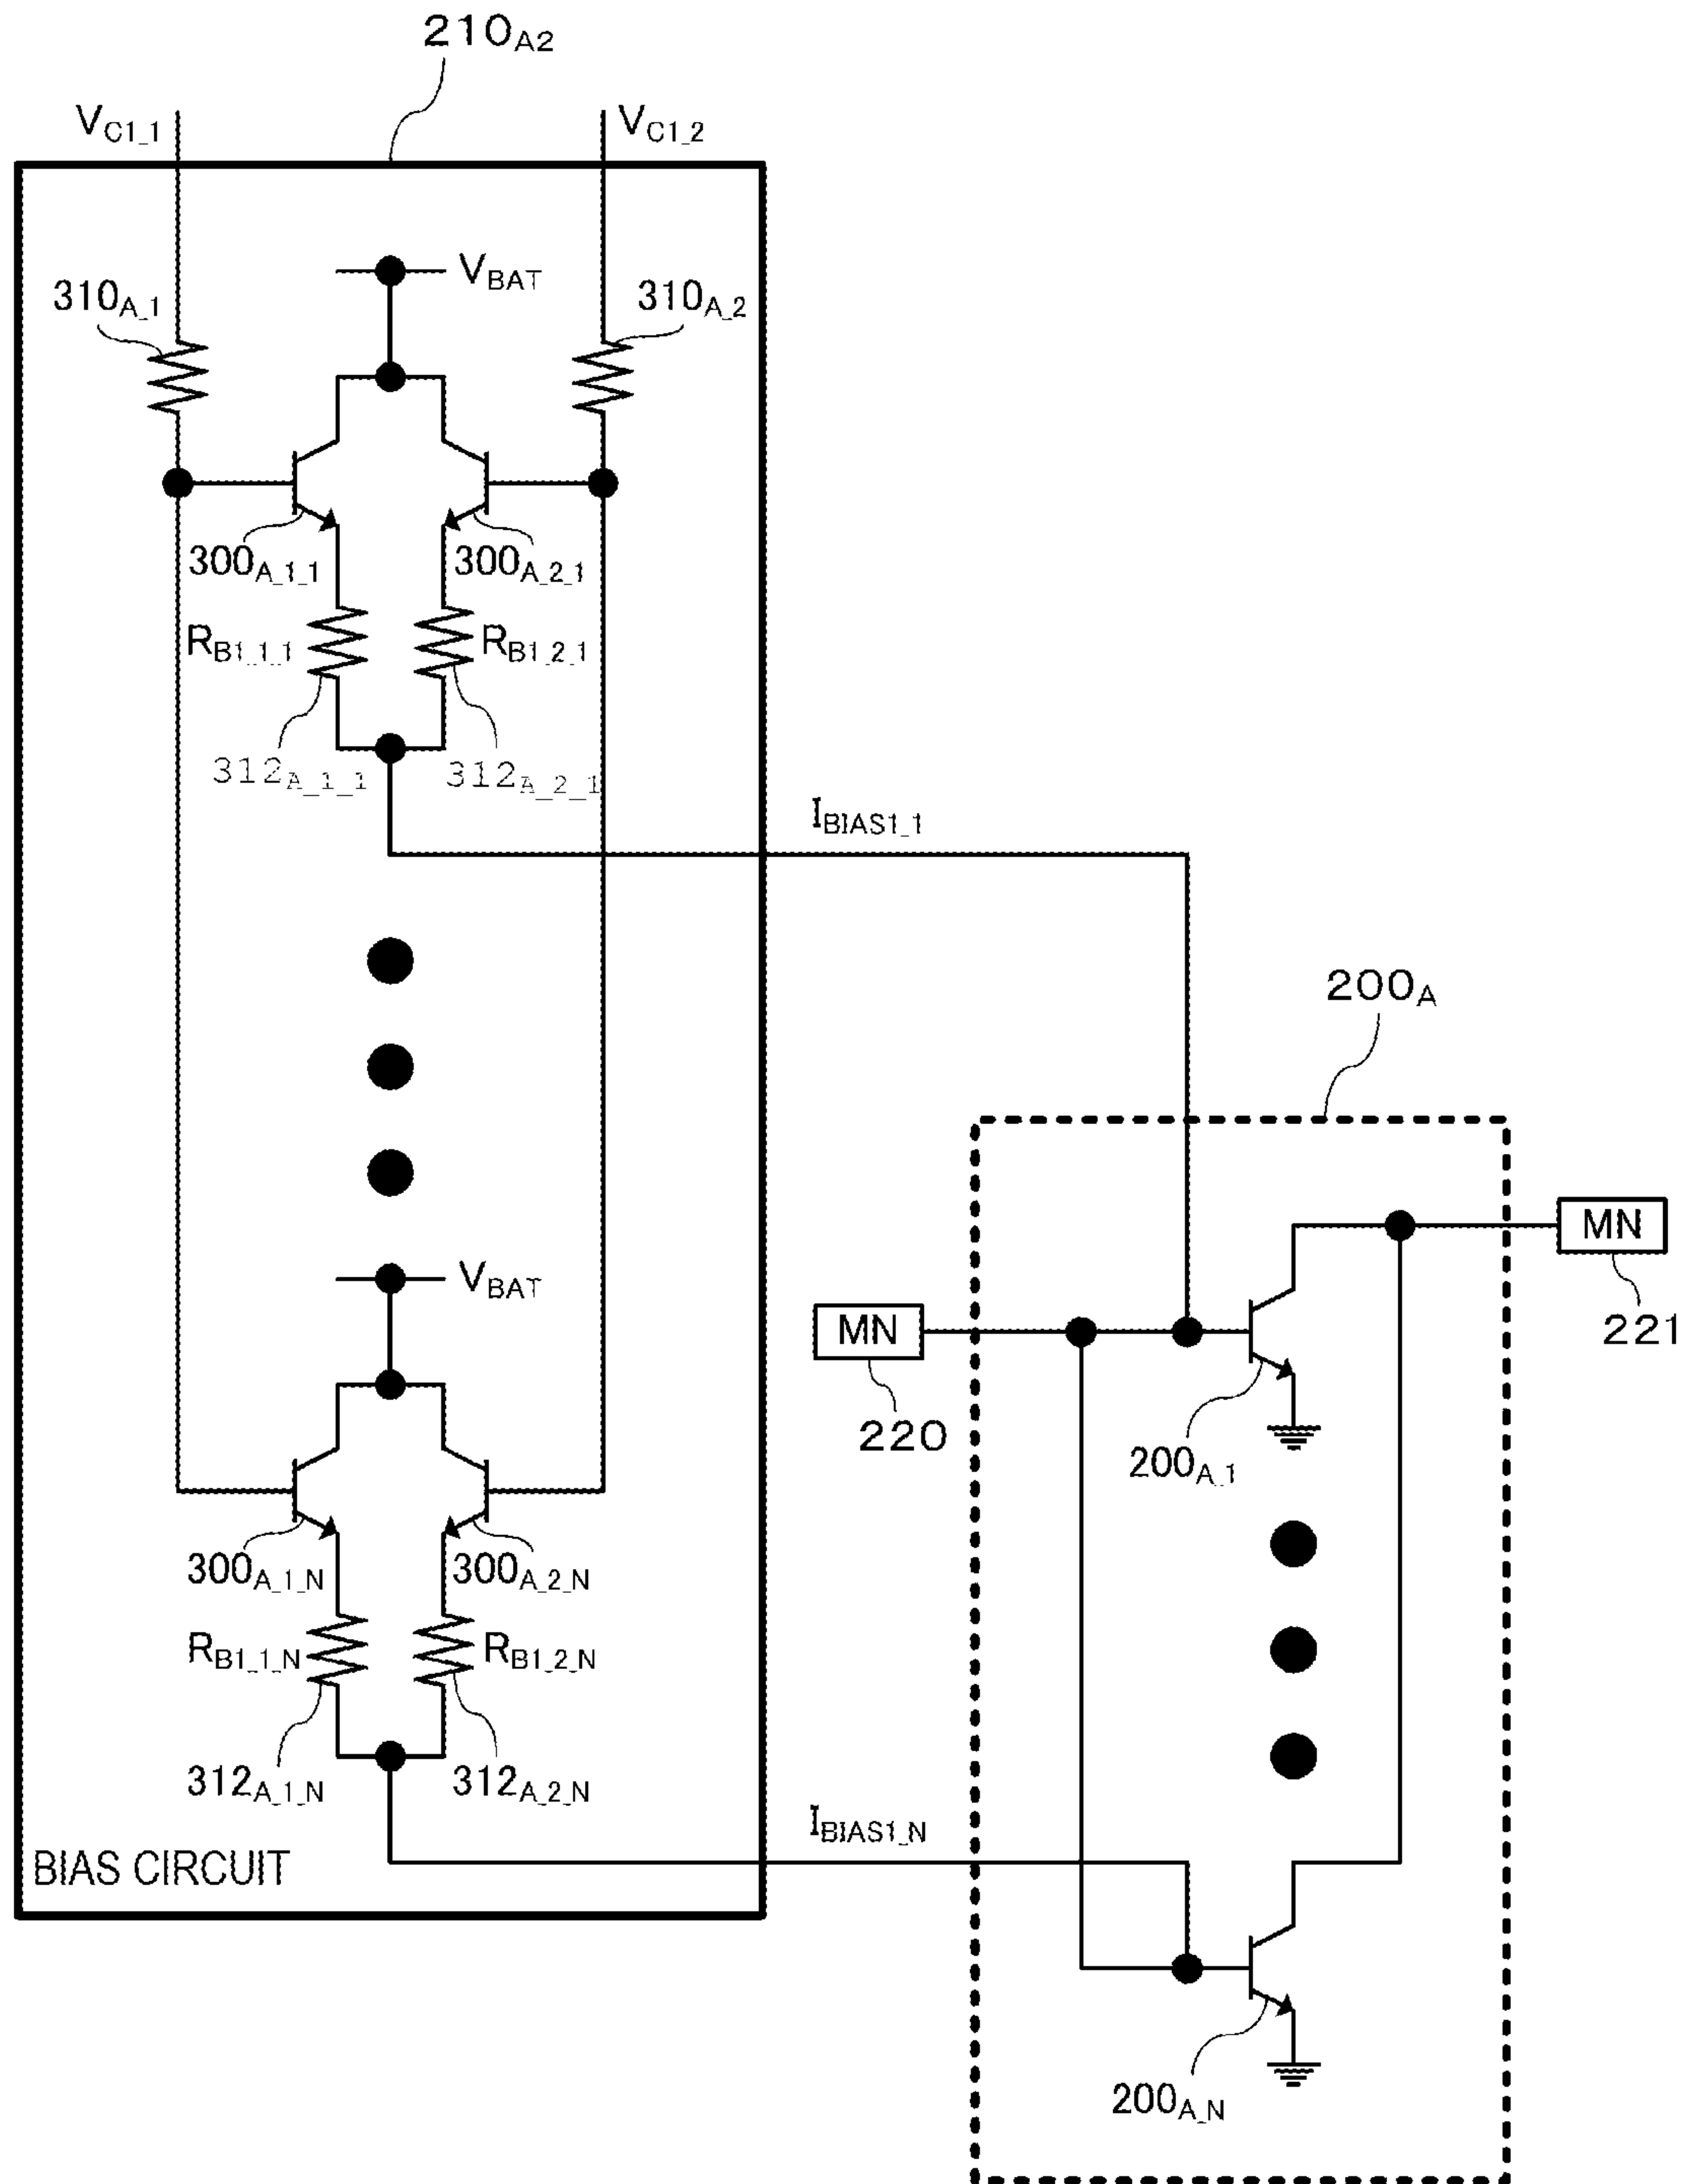 210A2
VC1_1
VC1_2
VBAT
310A_1
310A_2
300A_1_1
300A_2_1
RB1_1_1
RB1_2_1
312A_1_1
312A_2_1
IBIAS1_1
200A
VBAT
MN
MN
221
220
200A_1
300A_1_N
300A_2_N
RB1_1_N
RB1_2_N
312A_1_N
312A_2_N
IBIAS1_N
BIAS CIRCUIT
200A_N